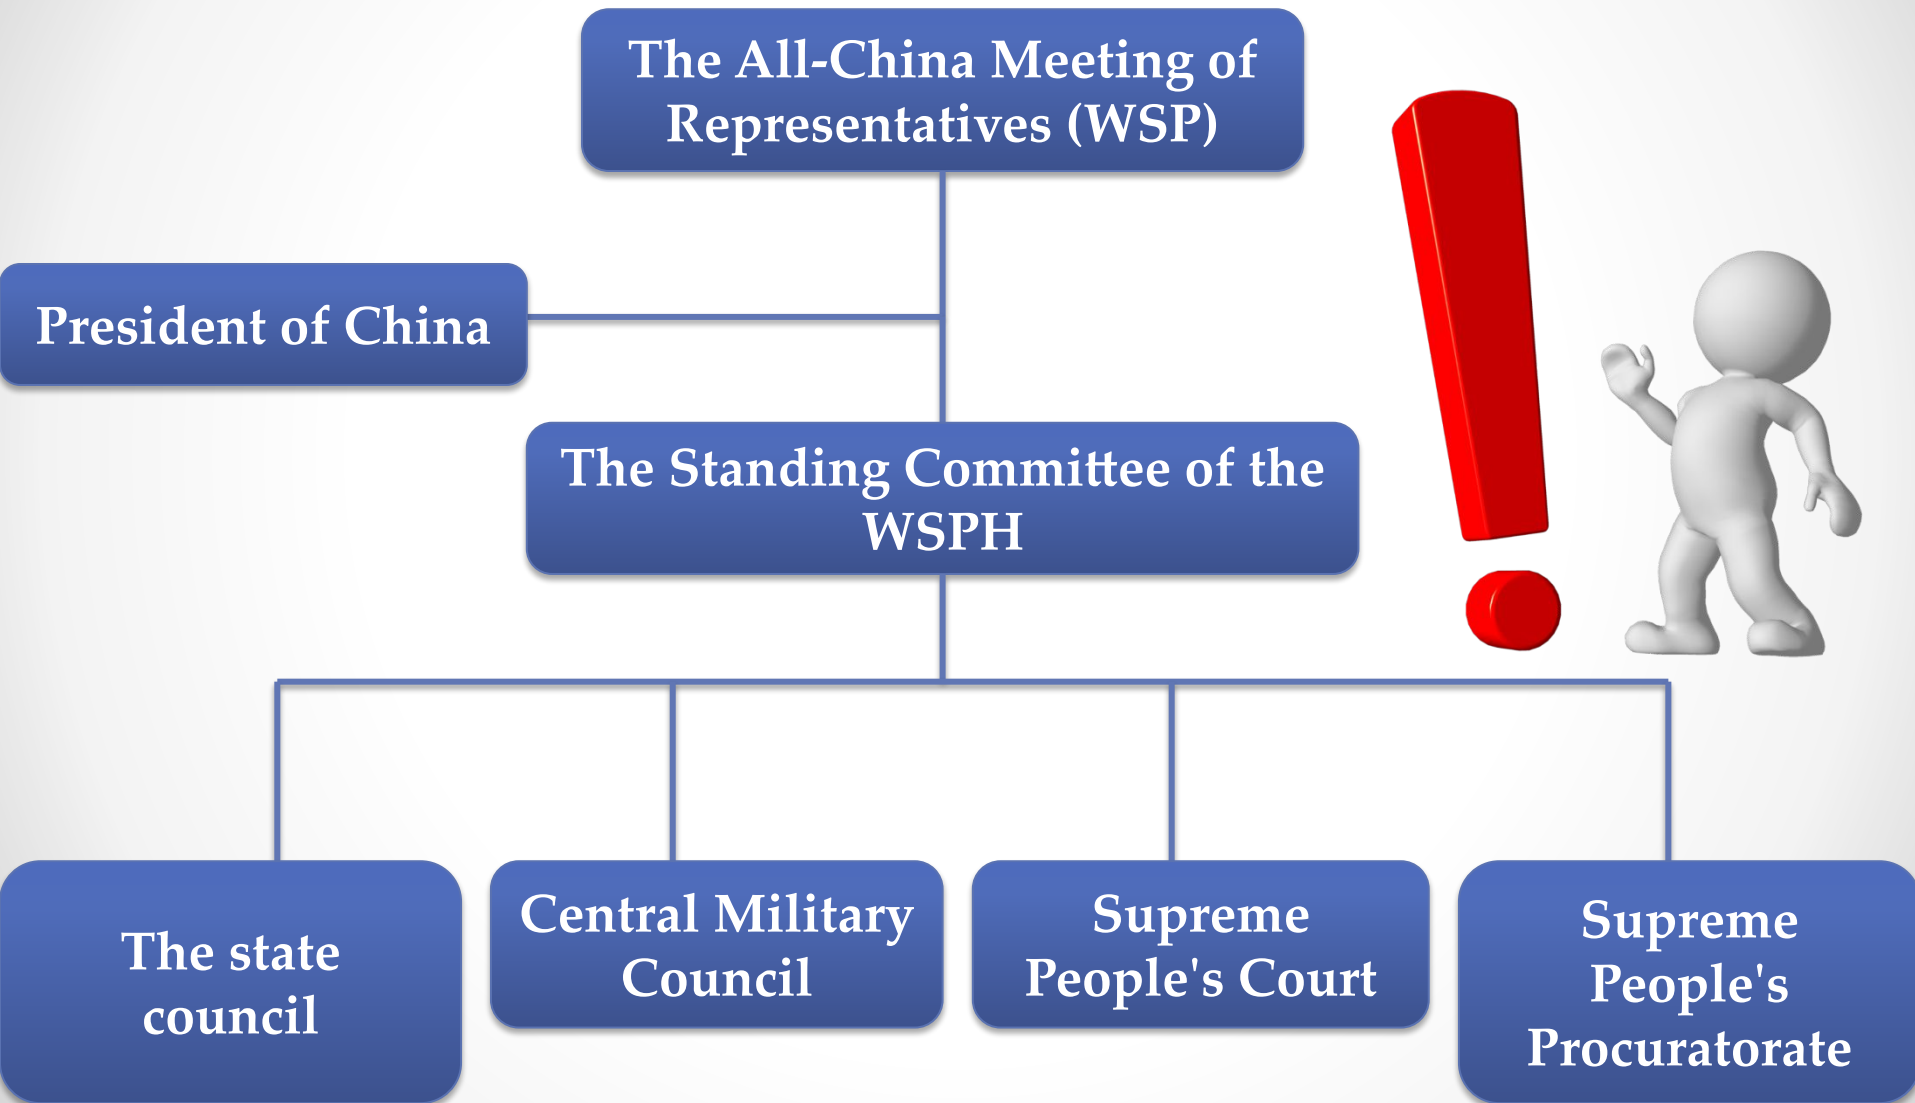 The All-China Meeting of
Representatives (WSP)
President of China
The Standing Committee of the
WSPH
The state
council
Central Military
Council
Supreme
People's Court
Supreme
People's
Procuratorate